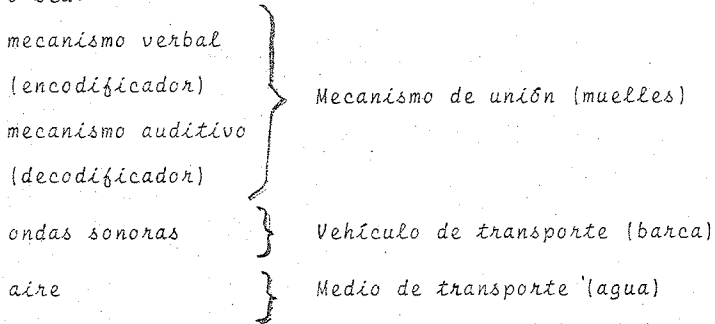 mecanismo verbal
(encodificador)
mecanismo auditivo
(decodificador)
Mecanismo de unión (muelles)
ondas sonoras
Vehículo de transporte (barca)
aire
Medio de transporte (agua)